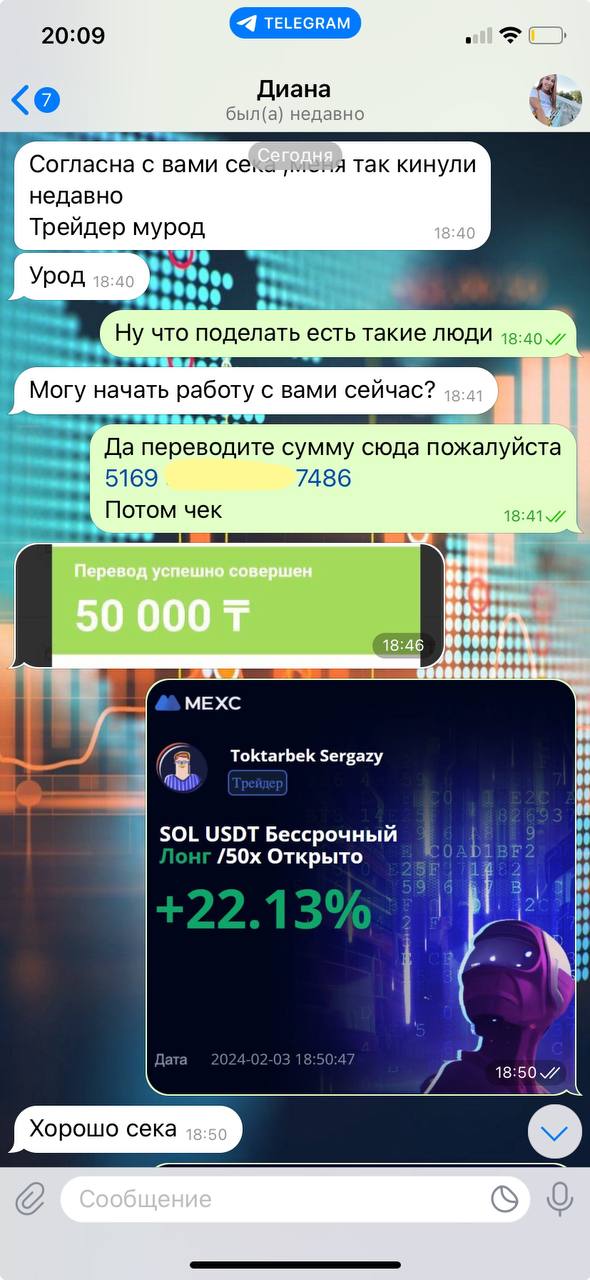 20:09
TELEGRAM
7
Диана
был(а) недавно
Сегодня
Согласна с вами сека ,меня так кинули
недавно
Трейдер мурод
18:40
Урод 18:40
Ну что поделать есть такие люди 18:40
Могу начать работу с вами сейчас? 18:41
Да переводите сумму сюда пожалуйста
5169 7486
Потом чек
18:41
Перевод успешно совершен
50 000 ₸
18:46
MEXC
Toktarbek Sergazy
Трейдер
SOL USDT Бессрочный
Лонг /50x Открыто
+22.13%
Дата 2024-02-03 18:50:47
18:50
Хорошо сека 18:50
Сообщение